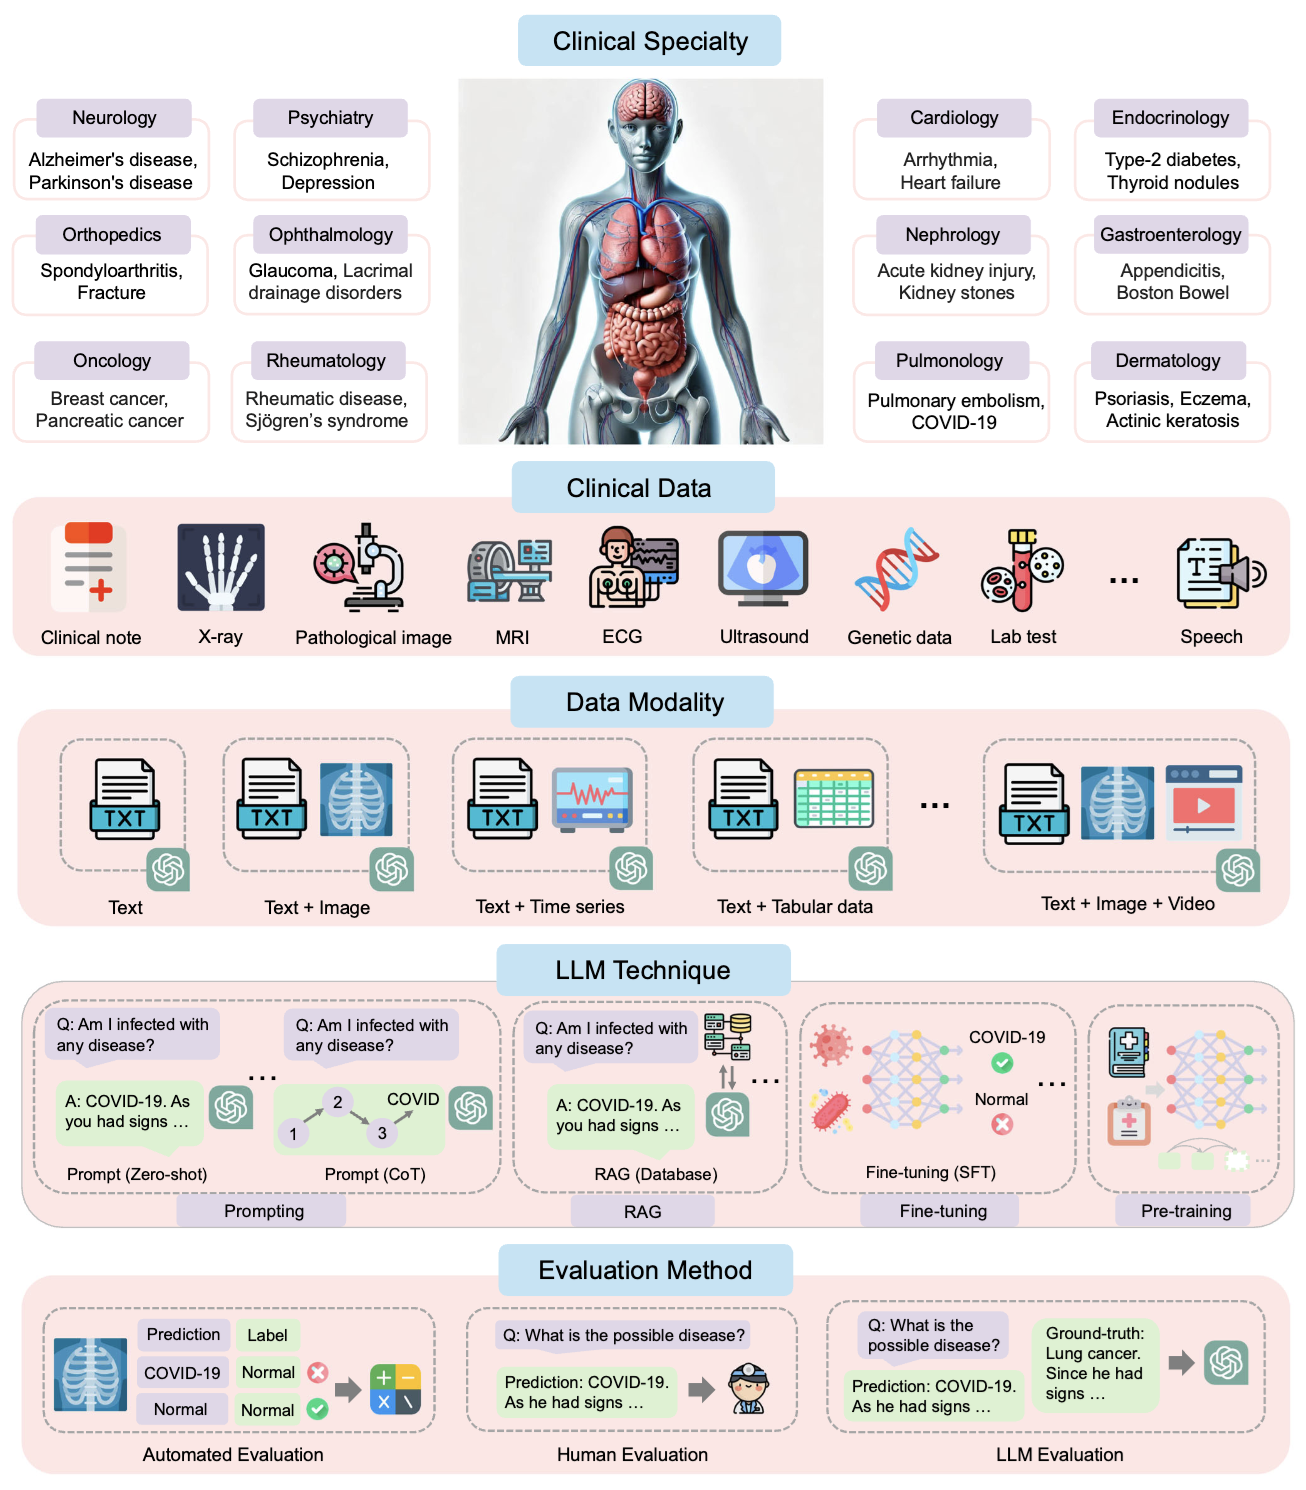 Clinical Specialty
Neurology
Alzheimer's disease,
Parkinson's disease
Psychiatry
Schizophrenia,
Depression
Cardiology
Arrhythmia,
Heart failure
Endocrinology
Type-2 diabetes,
Thyroid nodules
Orthopedics
Spondyloarthritis,
Fracture
Ophthalmology
Glaucoma, Lacrimal
drainage disorders
Nephrology
Acute kidney injury,
Kidney stones
Gastroenterology
Appendicitis,
Boston Bowel
Oncology
Breast cancer,
Pancreatic cancer
Rheumatology
Rheumatic disease,
Sjögren's syndrome
Pulmonology
Pulmonary embolism,
COVID-19
Dermatology
Psoriasis, Eczema,
Actinic keratosis
Clinical Data
T
...
Clinical note
X-ray
Pathological image
MRI
ECG
Ultrasound
Genetic data
Lab test
Speech
Data Modality
TXT
TXT
TXT
TXT
...
TXT
Text
Text + Image
Text + Time series
Text + Tabular data
Text + Image + Video
LLM Technique
Q: Am I infected with
any disease?
A: COVID-19. As
you had signs ...
Prompt (Zero-shot)
...
Q: Am I infected with
any disease?
1
2
3
COVID
Prompt (CoT)
Prompting
Q: Am I infected with
any disease?
A: COVID-19. As
you had signs ...
...
RAG (Database)
RAG
COVID-19
Normal
...
Fine-tuning (SFT)
Fine-tuning
...
Pre-training
Evaluation Method
Prediction
Label
COVID-19
Normal
Normal
Normal
+ −
X \
Automated Evaluation
Q: What is the possible disease?
Prediction: COVID-19.
As he had signs ...
Human Evaluation
Q: What is the
possible disease?
Prediction: COVID-19.
As he had signs ...
Ground-truth:
Lung cancer.
Since he had
signs ...
LLM Evaluation